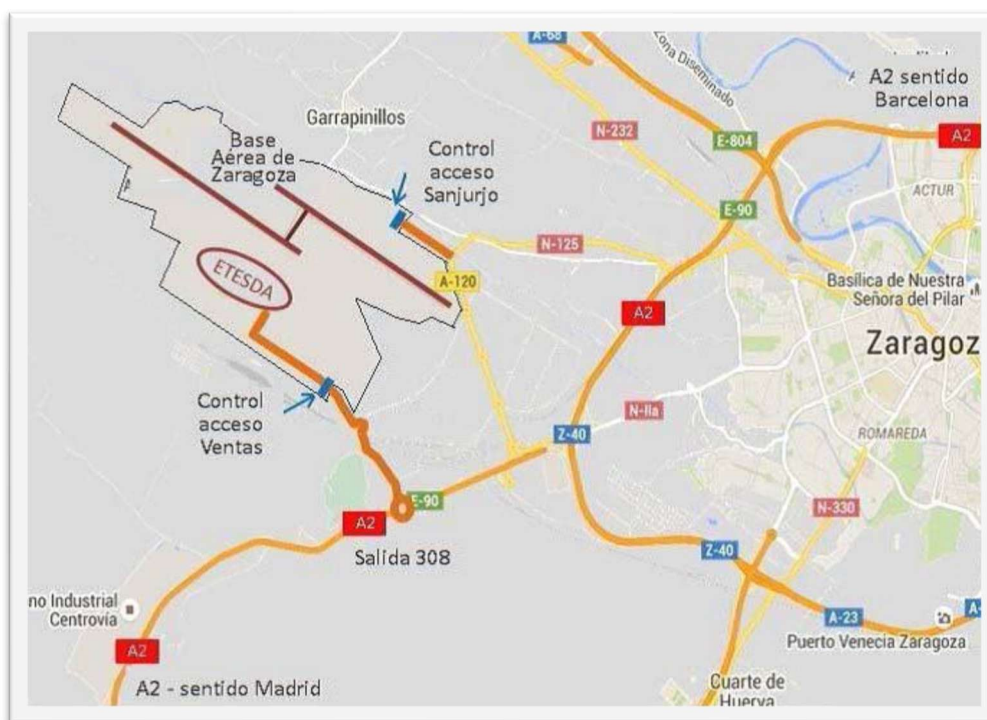 A-68
Zona Diseminado
A2 sentido
Barcelona
Garrapinillos
N-232
E-804
A2
Base
Aérea de
Zaragoza
Control
acceso
Sanjurjo
ACTUR
E-90
N-125
ETESDA
A-120
Basílica de Nuestra
Señora del Pilar
A2
Zaragoz
Control
acceso
Ventas
N-IIa
Z-40
ROMAREDA
E-90
N-330
A2
Salida 308
Z-40
no Industrial
Centrovía
A-23
A-
Puerto Venecia Zaragoza
A2
A2 - sentido Madrid
Cuarte de
Huerva